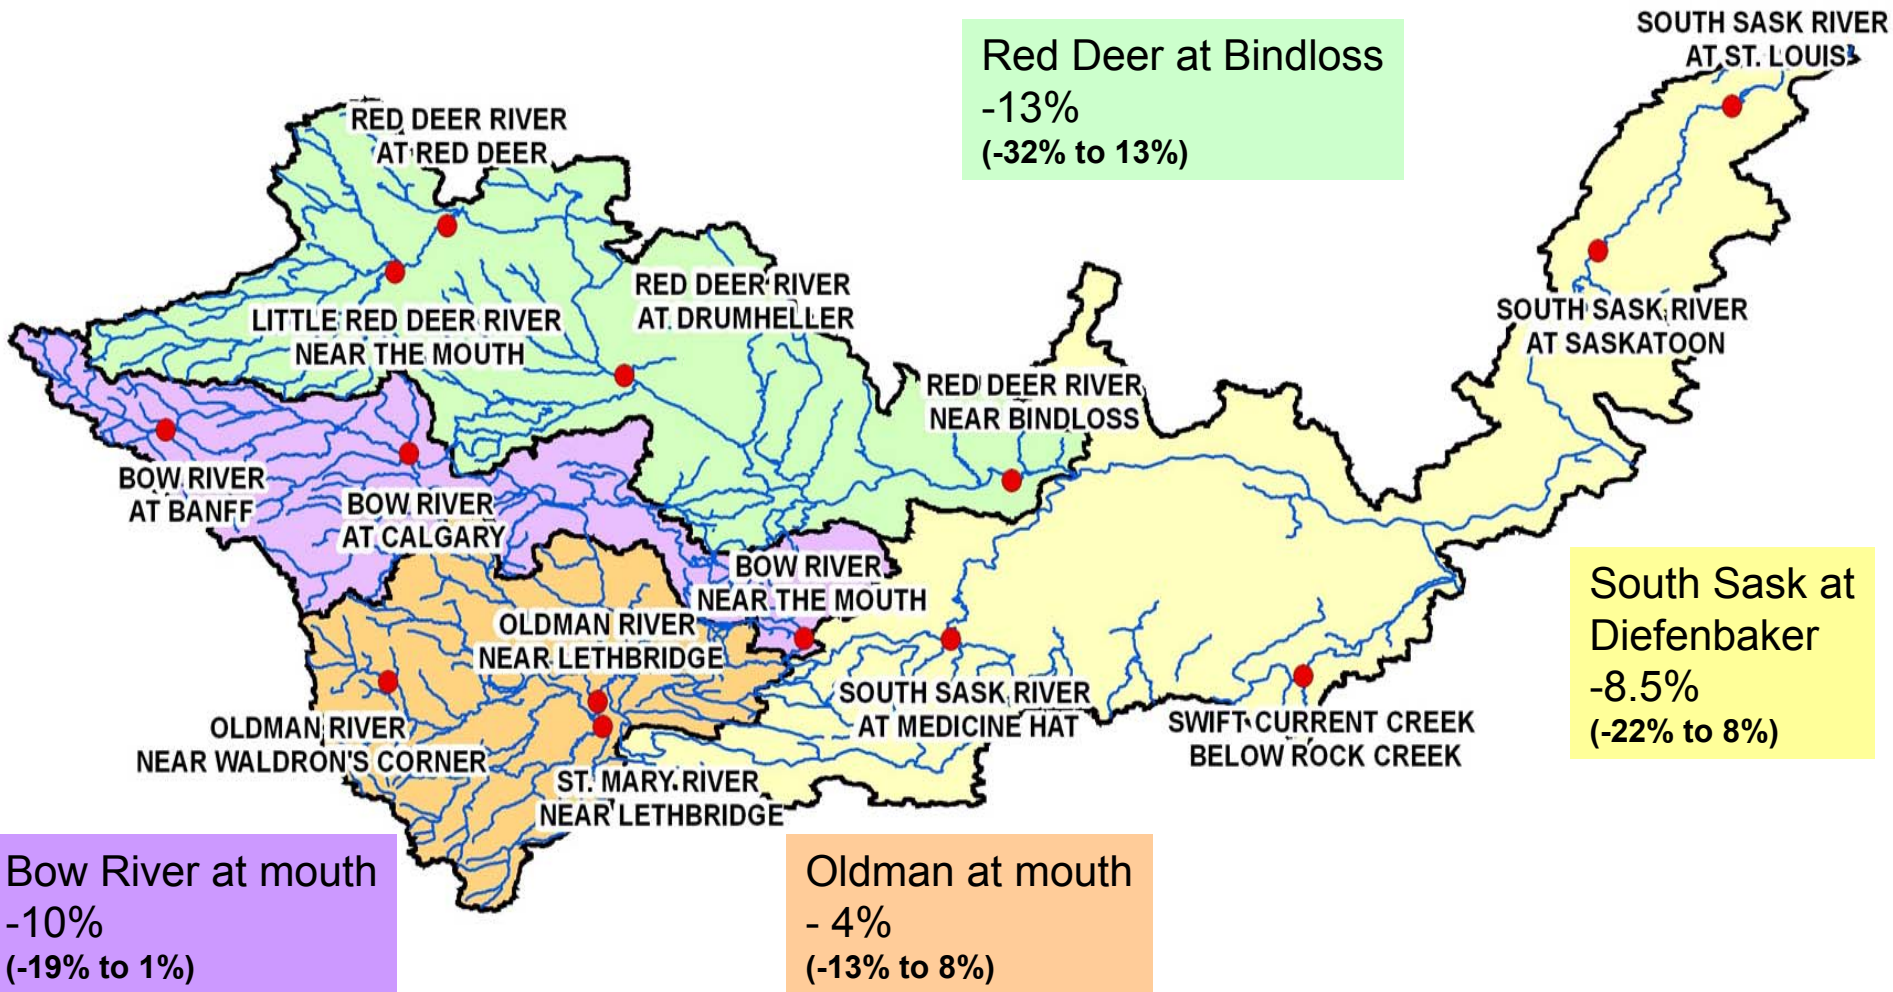 SOUTH SASK RIVER
AT ST. LOUIS
Red Deer at Bindloss
-13%
(-32% to 13%)
RED DEER RIVER
AT RED DEER
RED DEER RIVER
AT DRUMHELLER
LITTLE RED DEER RIVER
NEAR THE MOUTH
SOUTH SASK RIVER
AT SASKATOON
RED DEER RIVER
NEAR BINDLOSS
BOW RIVER
AT BANFF
BOW RIVER
AT CALGARY
BOW RIVER
NEAR THE MOUTH
South Sask at
Diefenbaker
-8.5%
(-22% to 8%)
OLDMAN RIVER
NEAR LETHBRIDGE
SOUTH SASK RIVER
AT MEDICINE HAT
SWIFT CURRENT CREEK
BELOW ROCK CREEK
OLDMAN RIVER
NEAR WALDRON'S CORNER
ST. MARY RIVER
NEAR LETHBRIDGE
Bow River at mouth
-10%
(-19% to 1%)
Oldman at mouth
- 4%
(-13% to 8%)